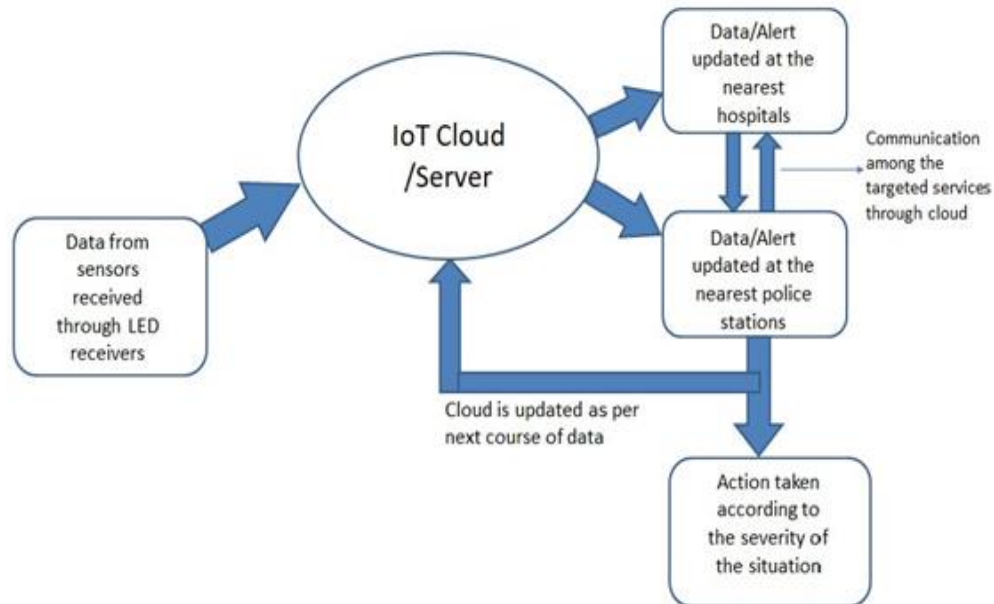 Data from
sensors
received
through LED
receivers
IoT Cloud
/Server
Data/Alert
updated at the
nearest
hospitals
Communication
among the
targeted services
through cloud
Data/Alert
updated at the
nearest police
stations
Cloud is updated as per
next course of data
Action taken
according to
the severity of
the situation